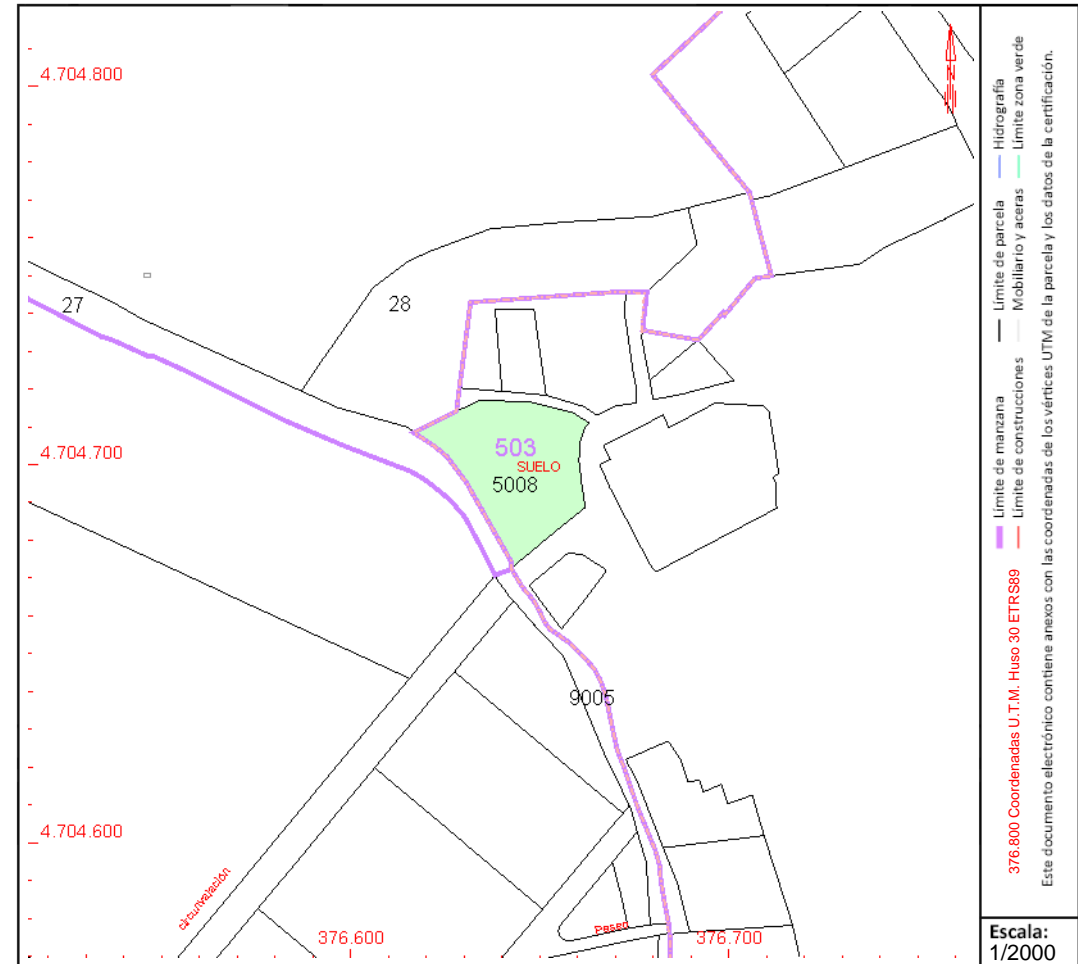 4.704.800
27
28
503
4.704.700
SUELO
5008
9005
4.704.600
circunvalación
Paseo
376.600
376.700
Hidrografía
Límite zona verde
Límite de parcela
Mobiliario y aceras
Límite de manzana
Límite de construcciones
376.800 Coordenadas U.T.M. Huso 30 ETRS89
Este documento electrónico contiene anexos con las coordenadas de los vértices UTM de la parcela y los datos de la certificación.
N
Escala:
1/2000